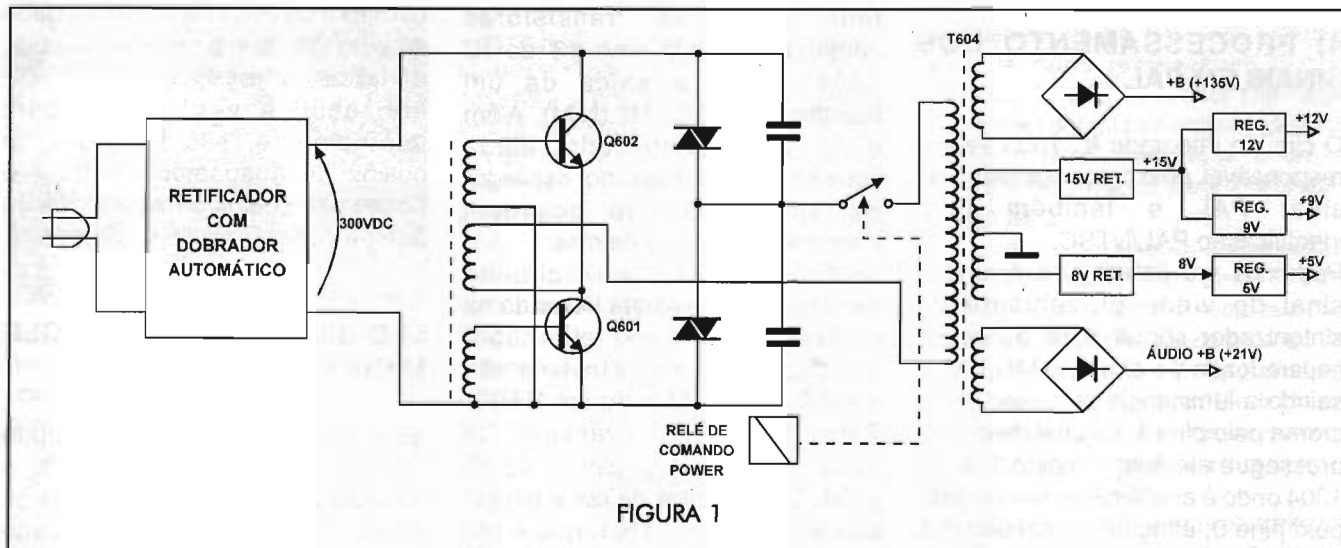 T604
+B (+135V)
+12V
REG.
12V
+15V
15V RET.
REG.
9V
+9V
8V RET.
8V
REG.
5V
+5V
ÁUDIO +B (+21V)
RETIFICADOR
COM
DOBRADOR
AUTOMÁTICO
300VDC
Q602
Q601
RELÉ DE
COMANDO
POWER
FIGURA 1